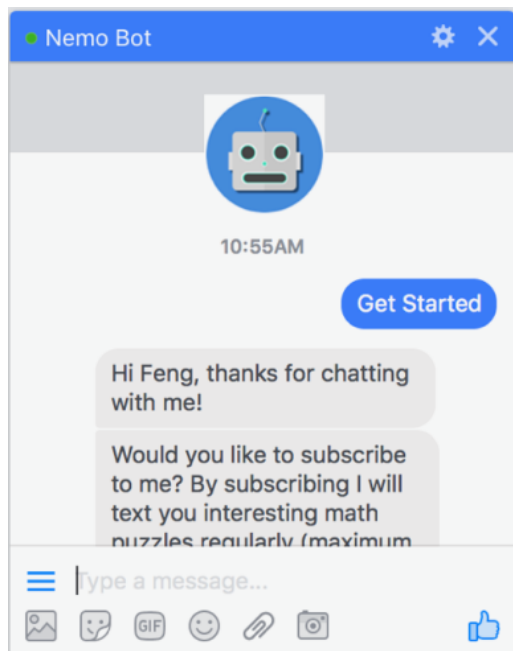 Nemo Bot
10:55AM
Get Started
Hi Feng, thanks for chatting
with me!
Would you like to subscribe
to me? By subscribing I will
text you interesting math
puzzles regularly (maximum
Type a message...
GIF